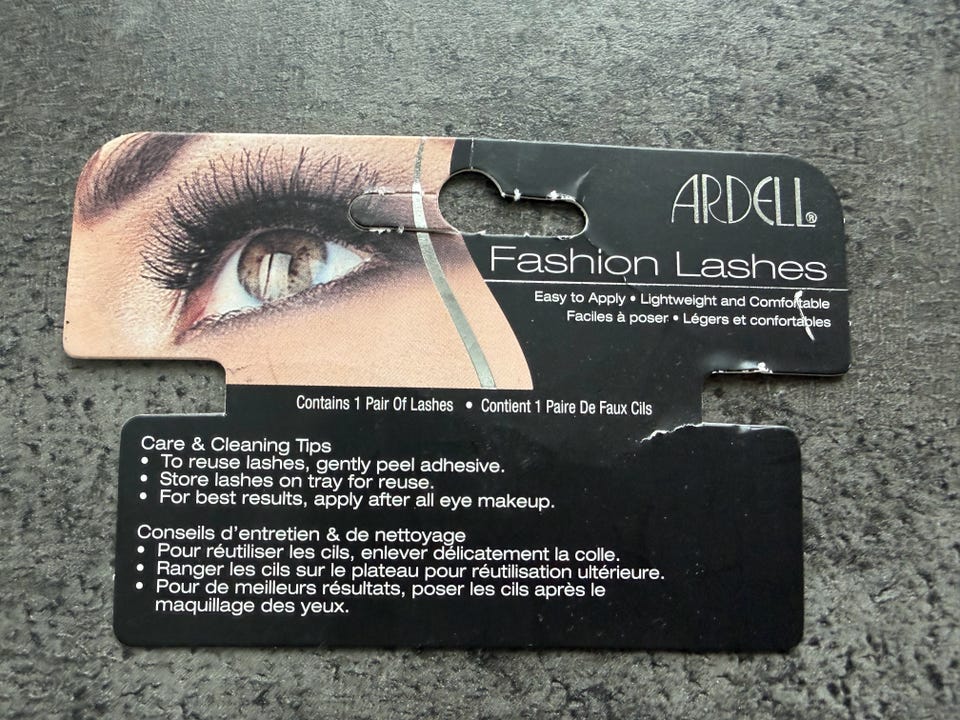 ARDELL®
Fashion Lashes
Easy to Apply • Lightweight and Comfortable
Faciles à poser • Légers et confortables
Contains 1 Pair Of Lashes • Contient 1 Paire De Faux Cils
Care & Cleaning Tips
• To reuse lashes, gently peel adhesive.
• Store lashes on tray for reuse.
• For best results, apply after all eye makeup.
Conseils d'entretien & de nettoyage
• Pour réutiliser les cils, enlever délicatement la colle.
• Ranger les cils sur le plateau pour réutilisation ultérieure.
• Pour de meilleurs résultats, poser les cils après le
maquillage des yeux.